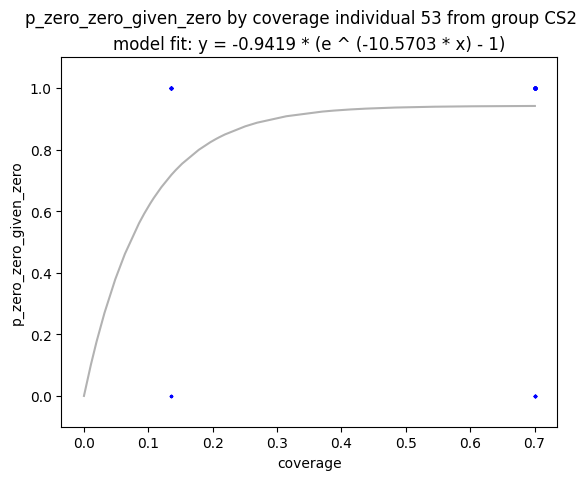 p_zero_zero_given_zero by coverage individual 53 from group CS2
model fit: y = -0.9419 * (e ^ (-10.5703 * x) - 1)
1.0
0.8
0.6
0.4
0.2
0.0
p_zero_zero_given_zero
0.0 0.1 0.2 0.3 0.4 0.5 0.6 0.7
coverage